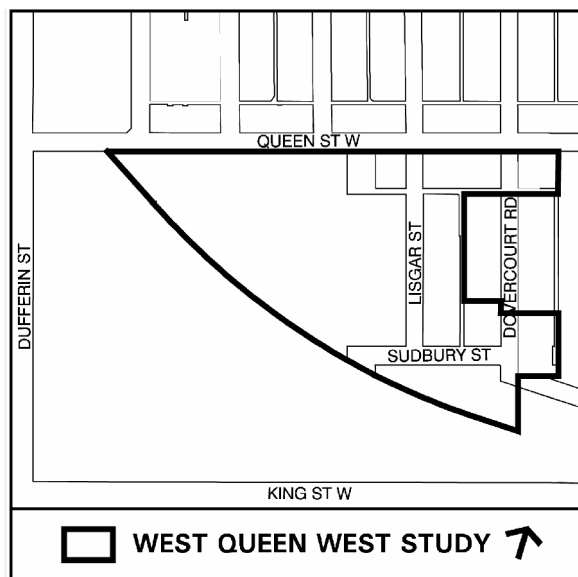 QUEEN ST W
DUFFERIN ST
LISGAR ST
DOVERCOURT RD
SUDBURY ST
KING ST W
WEST QUEEN WEST STUDY